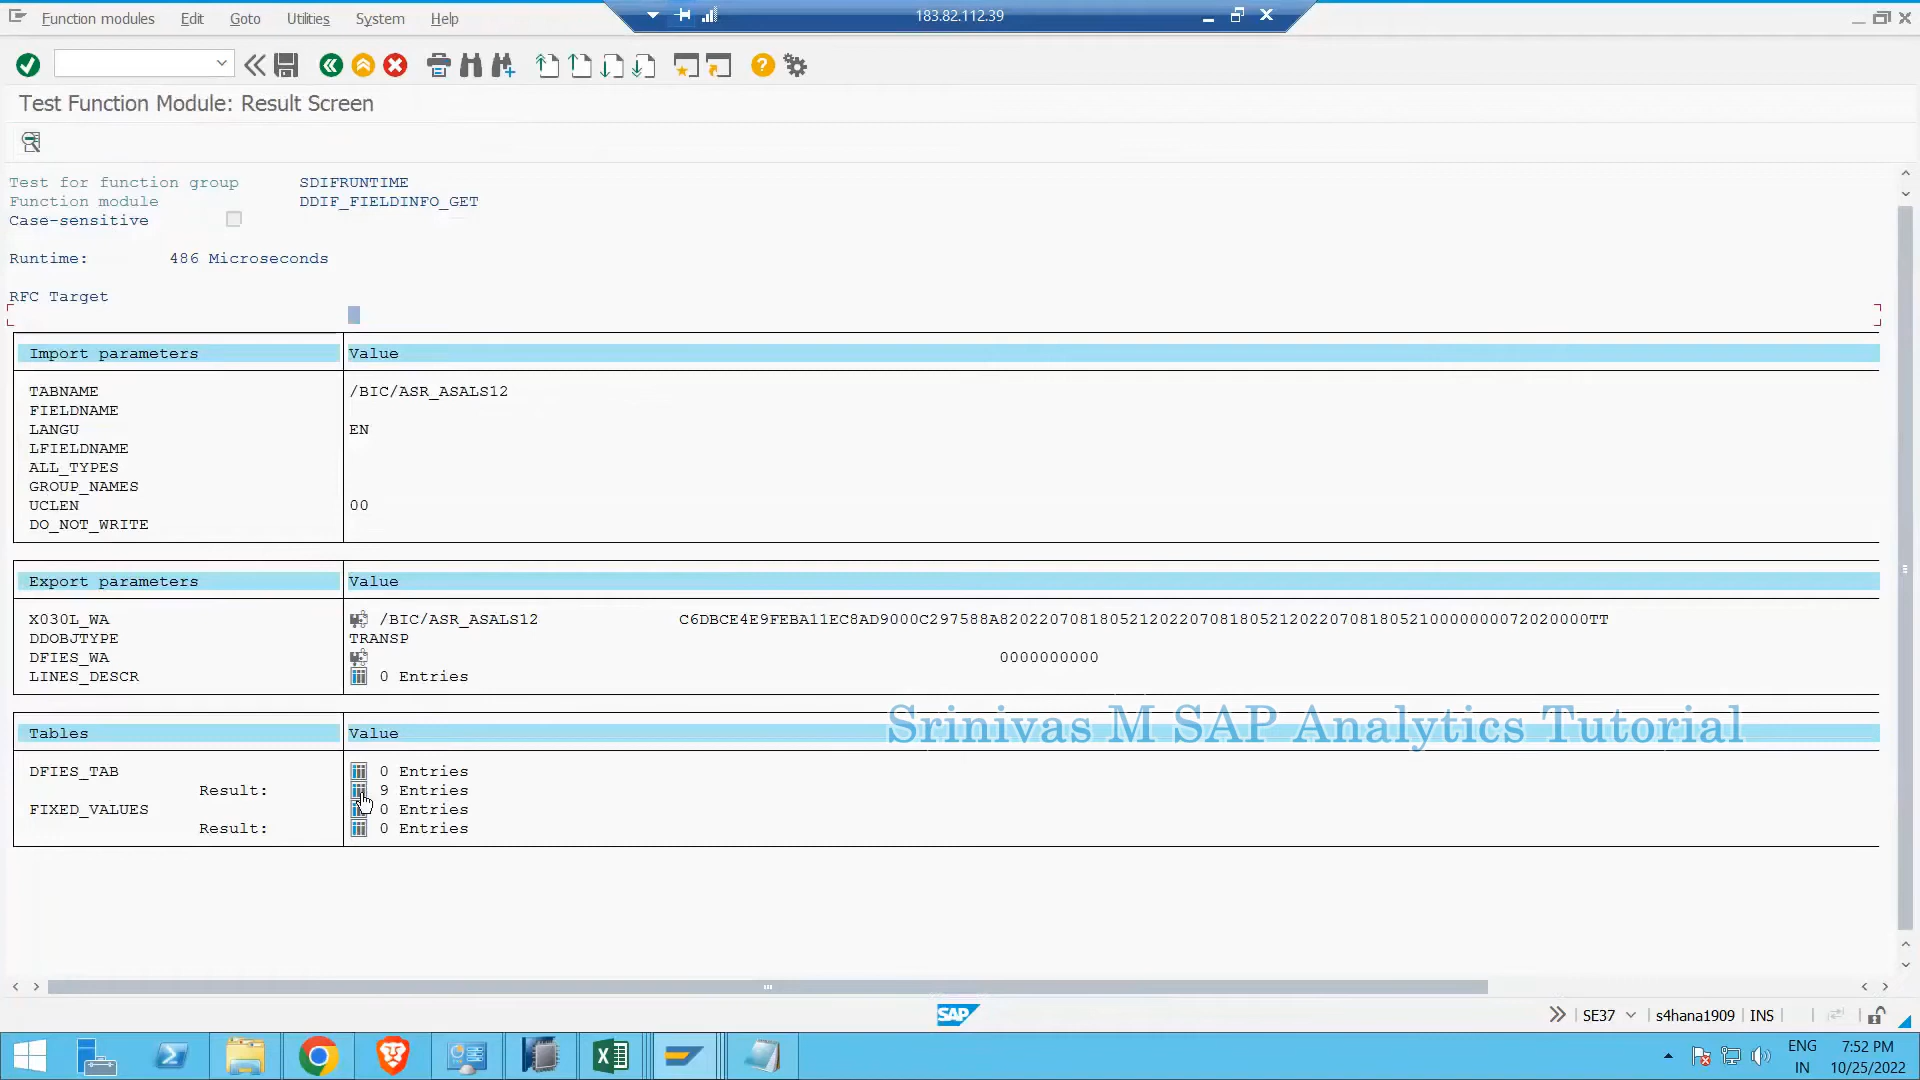 Function modules Edit Goto Utilities System Help
183.82.112.39
Test Function Module: Result Screen
Test for function group SDIFRUNTIME
Function module DDIF_FIELDINFO_GET
Case-sensitive
Runtime: 486 Microseconds
RFC Target
Import parameters Value
TABNAME /BIC/ASR_ASALS12
FIELDNAME
LANGU EN
LFIELDNAME
ALL_TYPES
GROUP_NAMES
UCLEN 00
DO_NOT_WRITE
Export parameters Value
X030L_WA /BIC/ASR_ASALS12 C6DBCE4E9FEBA11EC8AD9000C297588A82022070818052120220708180521202207081805210000000072020000TT
DDOBJTYPE TRANSP
DFIES_WA 0000000000
LINES_DESCR 0 Entries
Srinivas M SAP Analytics Tutorial
Tables Value
DFIES_TAB 0 Entries
Result: 9 Entries
FIXED_VALUES 0 Entries
Result: 0 Entries
SAP
SE37 s4hana1909 INS
ENG 7:52 PM
IN 10/25/2022